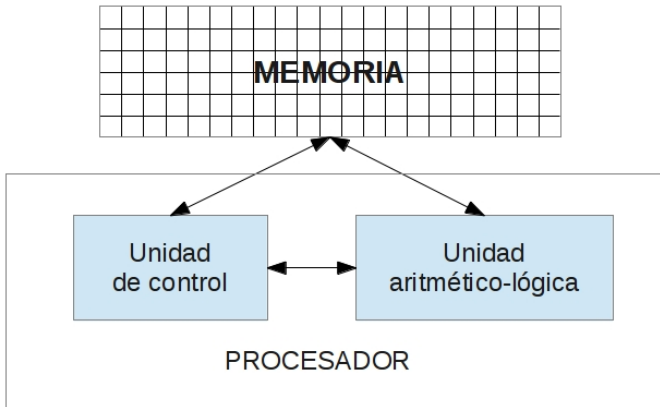 MEMORIA
Unidad
de control
Unidad
aritmético-lógica
PROCESADOR